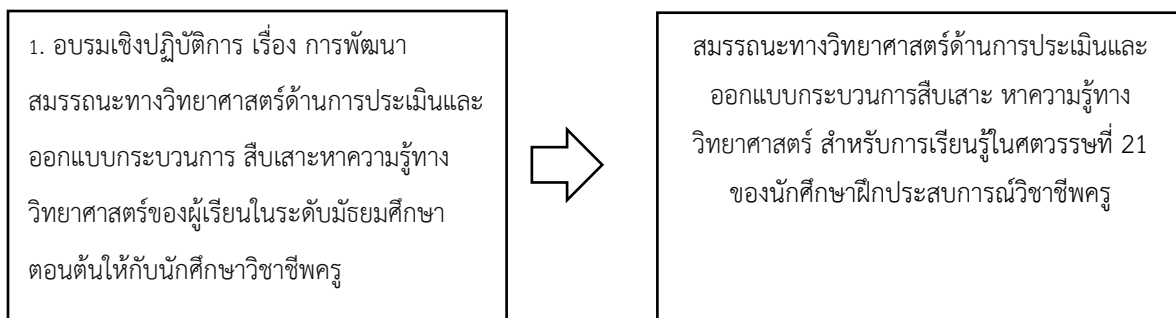 1. อบรมเชิงปฏิบัติการ เรื่อง การพัฒนา
สมรรถนะทางวิทยาศาสตร์ด้านการประเมินและ
ออกแบบกระบวนการ สืบเสาะหาความรู้ทาง
วิทยาศาสตร์ของผู้เรียนในระดับมัธยมศึกษา
ตอนต้นให้กับนักศึกษาวิชาชีพครู
สมรรถนะทางวิทยาศาสตร์ด้านการประเมินและ
ออกแบบกระบวนการสืบเสาะ หาความรู้ทาง
วิทยาศาสตร์ สำหรับการเรียนรู้ในศตวรรษที่ 21
ของนักศึกษาฝึกประสบการณ์วิชาชีพครู